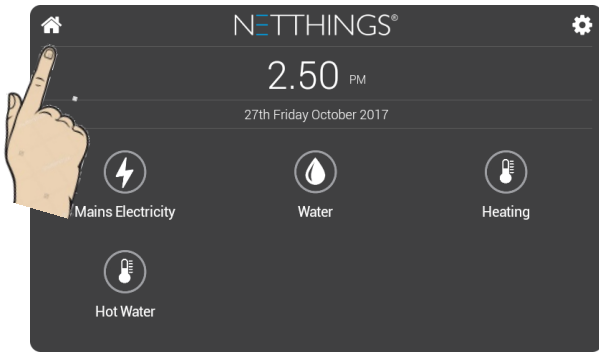 NETTHINGS®
2.50 PM
27th Friday October 2017
Mains Electricity Water Heating
Hot Water